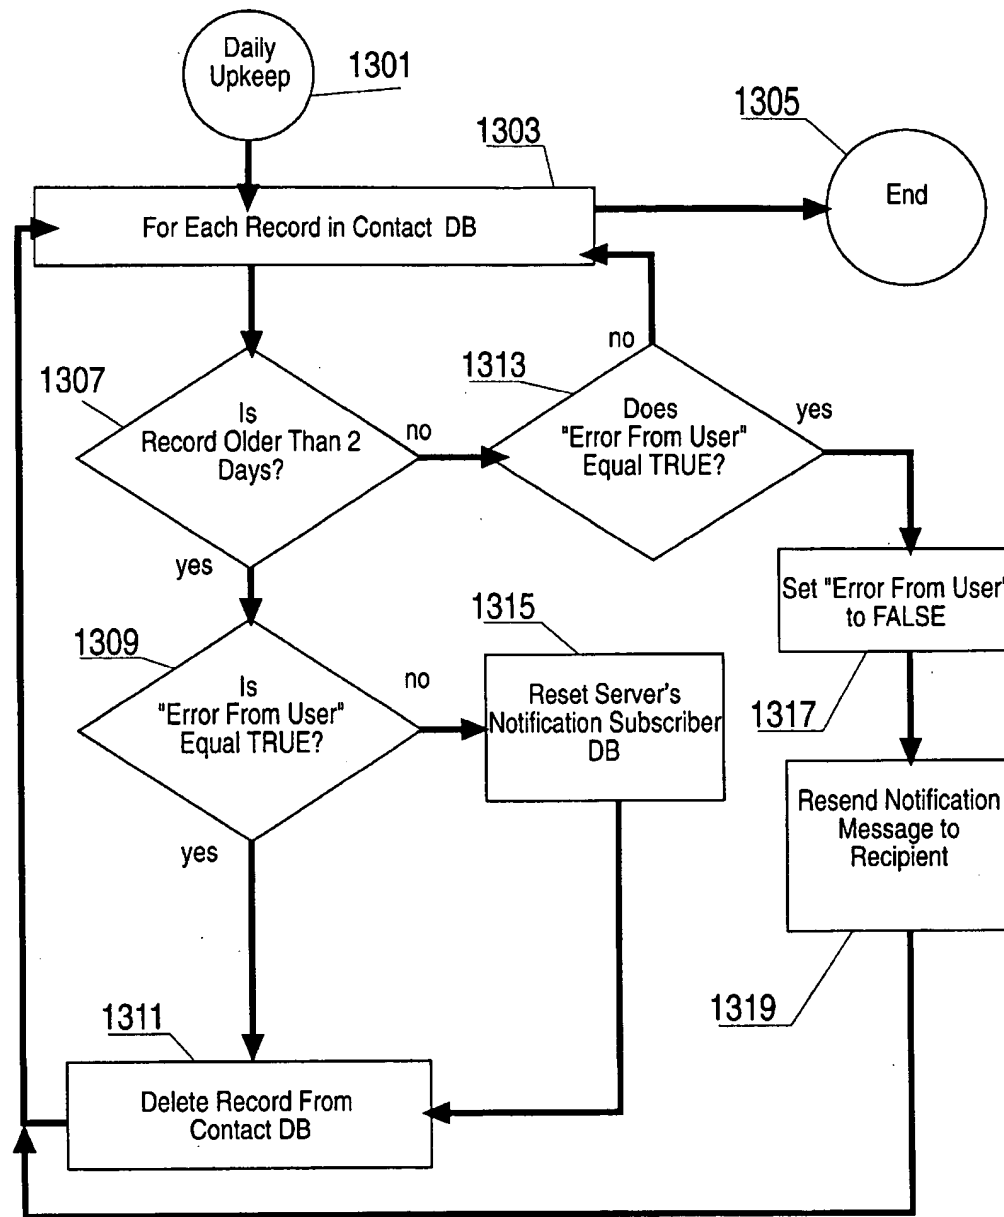 Daily
Upkeep
1301
1305
1303
End
For Each Record in Contact DB
no
1313
1307
Is
Record Older Than 2
Days?
no
Does
"Error From User"
Equal TRUE?
yes
yes
Set "Error From User"
to FALSE
1315
1309
Is
"Error From User"
Equal TRUE?
no
Reset Server's
Notification Subscriber
DB
1317
Resend Notification
Message to
Recipient
yes
1319
1311
Delete Record From
Contact DB